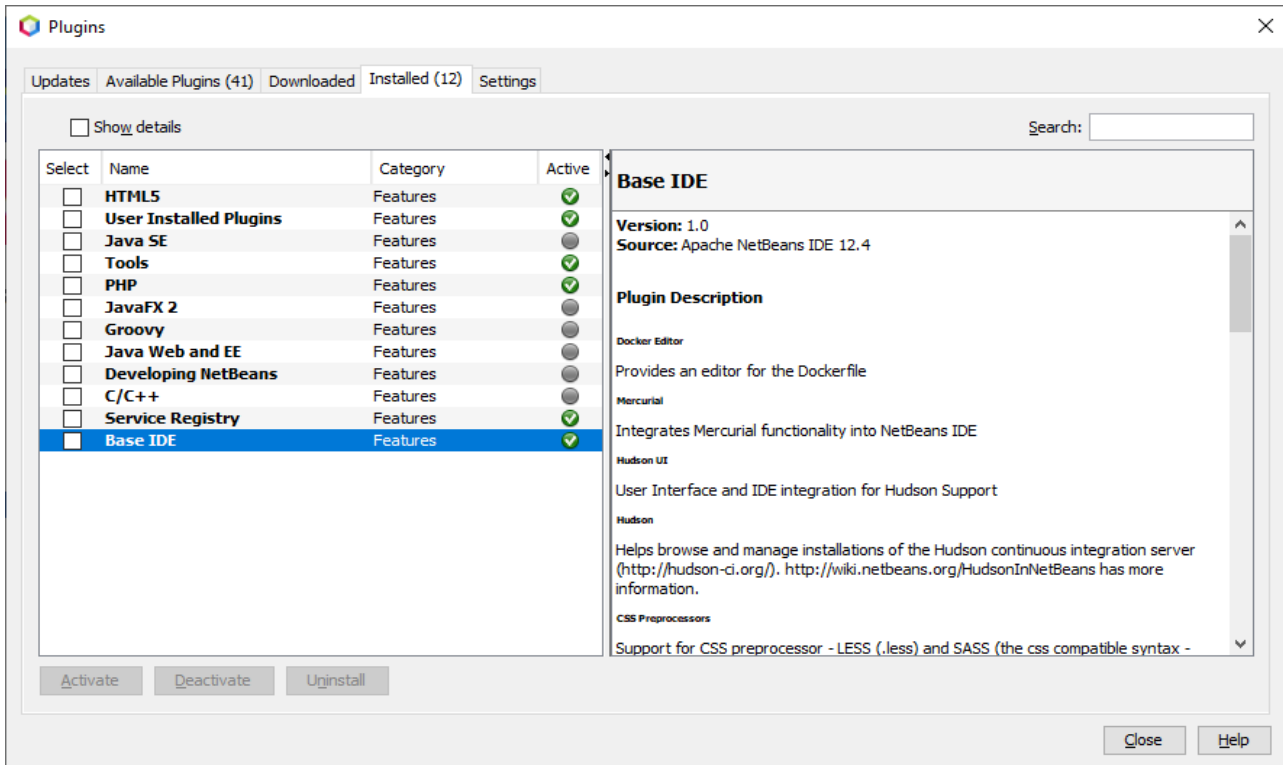 Plugins
Updates Available Plugins (41) Downloaded Installed (12) Settings
Show details Search:
Select Name Category Active
HTML5 Features
User Installed Plugins Features
Java SE Features
Tools Features
PHP Features
JavaFX 2 Features
Groovy Features
Java Web and EE Features
Developing NetBeans Features
C/C++ Features
Service Registry Features
Base IDE Features
Base IDE
Version: 1.0
Source: Apache NetBeans IDE 12.4
Plugin Description
Docker Editor
Provides an editor for the Dockerfile
Mercurial
Integrates Mercurial functionality into NetBeans IDE
Hudson UI
User Interface and IDE integration for Hudson Support
Hudson
Helps browse and manage installations of the Hudson continuous integration server
(http://hudson-ci.org/). http://wiki.netbeans.org/HudsonInNetBeans has more
information.
CSS Preprocessors
Support for CSS preprocessor - LESS (.less) and SASS (the css compatible syntax -
Activate Deactivate Uninstall
Close Help